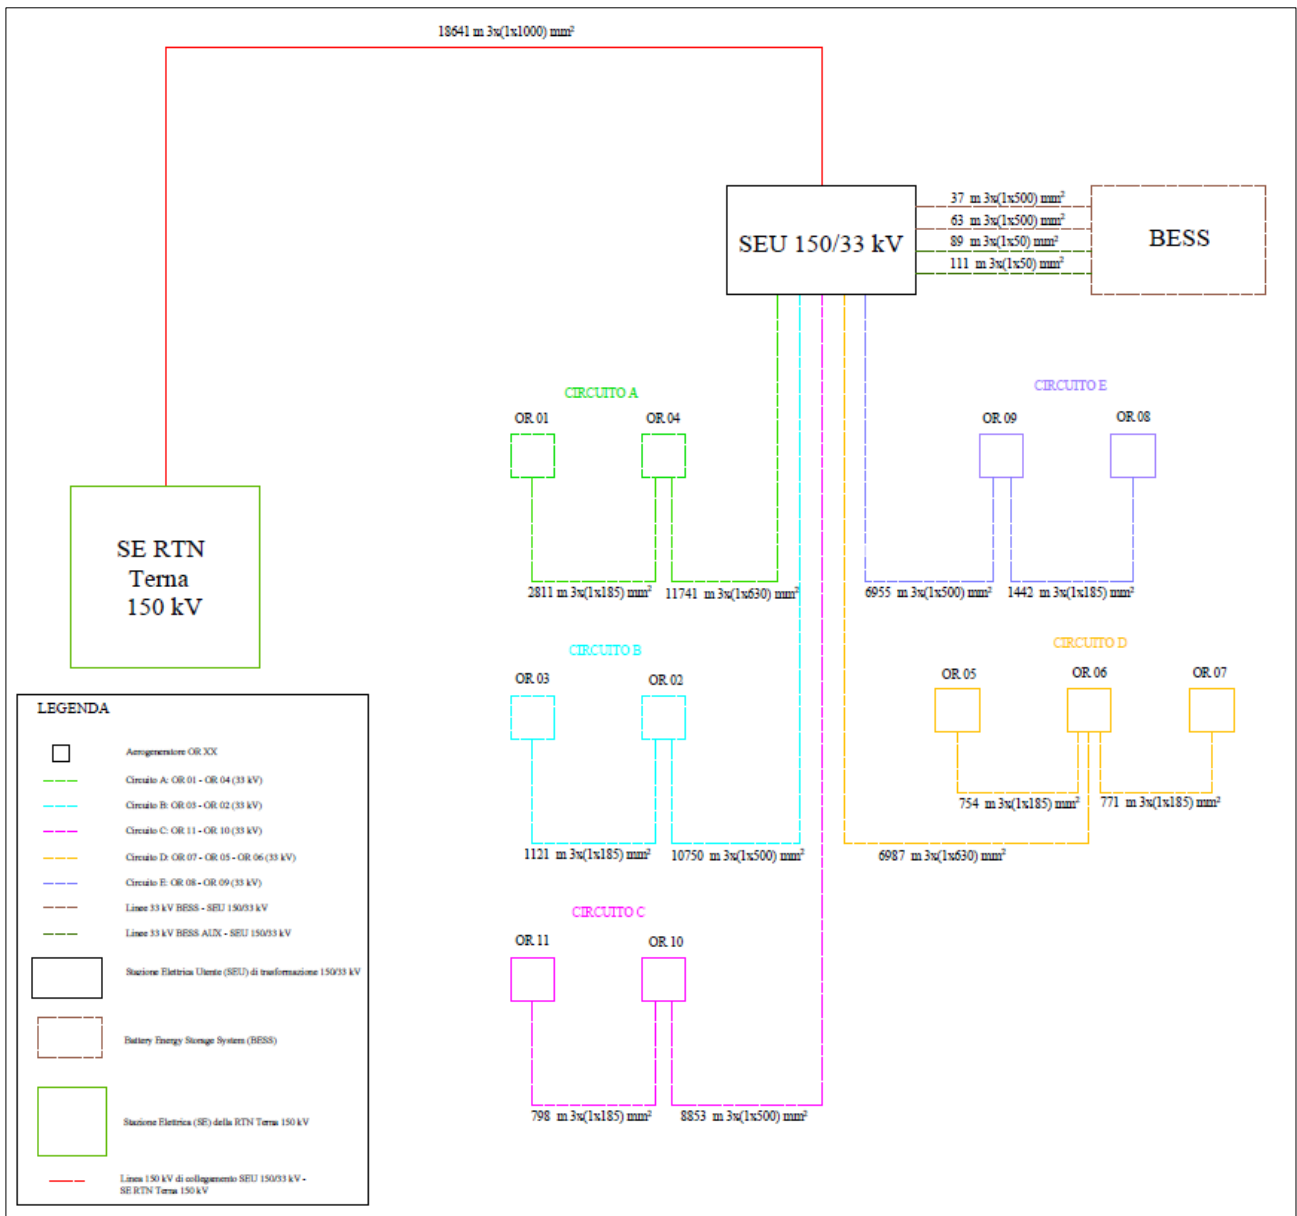 18641 m 3x(1x1000) mm²
SEU 150/33 kV
37 m 3x(1x500) mm²
63 m 3x(1x500) mm²
89 m 3x(1x50) mm²
111 m 3x(1x50) mm²
BESS
CIRCUITO A
OR 01
OR 04
2811 m 3x(1x185) mm²
11741 m 3x(1x630) mm²
CIRCUITO E
OR 09
OR 08
6955 m 3x(1x500) mm²
1442 m 3x(1x185) mm²
SE RTN
Terna
150 kV
CIRCUITO B
OR 03
OR 02
1121 m 3x(1x185) mm²
10750 m 3x(1x500) mm²
CIRCUITO D
OR 05
OR 06
OR 07
754 m 3x(1x185) mm²
771 m 3x(1x185) mm²
6987 m 3x(1x630) mm²
CIRCUITO C
OR 11
OR 10
798 m 3x(1x185) mm²
8853 m 3x(1x500) mm²
LEGENDA
Aerogeneratore OR XX
Circuito A: OR 01 - OR 04 (33 kV)
Circuito B: OR 03 - OR 02 (33 kV)
Circuito C: OR 11 - OR 10 (33 kV)
Circuito D: OR 07 - OR 05 - OR 06 (33 kV)
Circuito E: OR 08 - OR 09 (33 kV)
Linee 33 kV BESS - SEU 150/33 kV
Linee 33 kV BESS AUX - SEU 150/33 kV
Stazione Elettrica Utente (SEU) di trasformazione 150/33 kV
Battery Energy Storage System (BESS)
Stazione Elettrica (SE) della RTN Terna 150 kV
Linea 150 kV di collegamento SEU 150/33 kV -
SE RTN Terna 150 kV